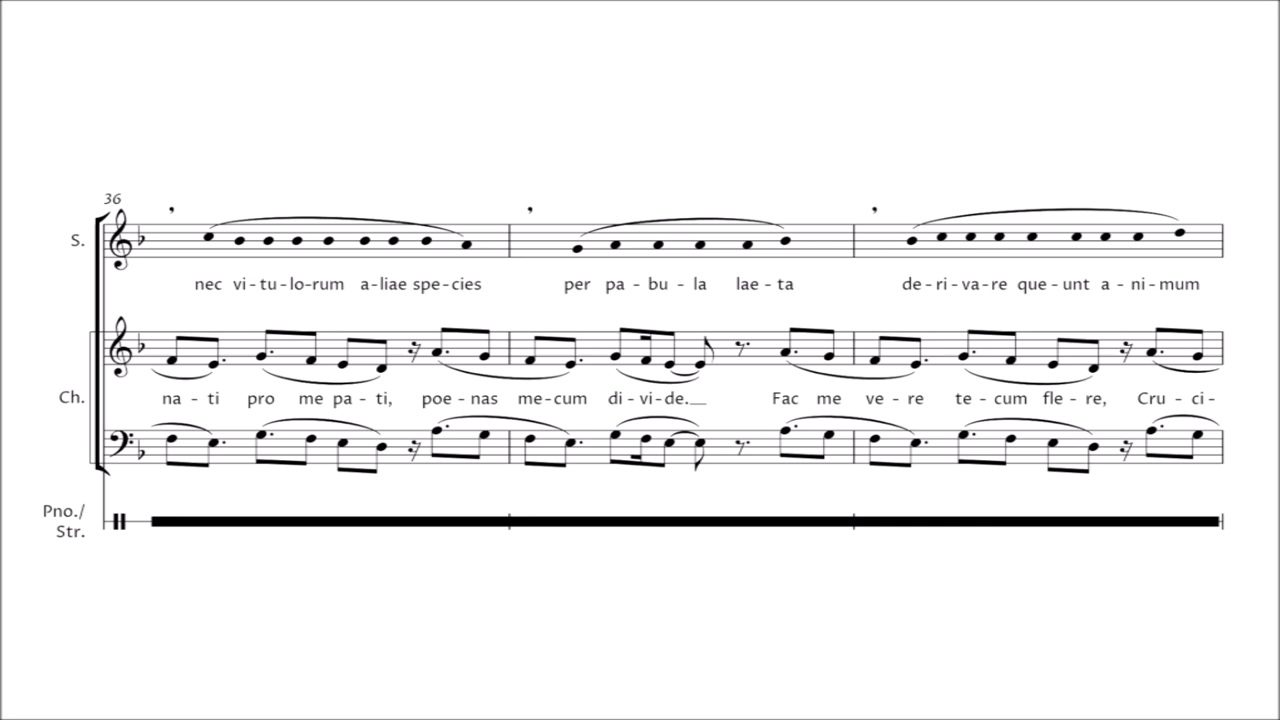 36
S.
nec vi-tu-lo-rum a-liae spe-cies per pa-bu-la lae-ta de-ri-va-re que-unt a-ni-mum
Ch.
na-ti pro me pa-ti, poe-nas me-cum di-vi-de.__ Fac me ve-re te-cum fle-re, Cru-ci-
Pno./
Str.